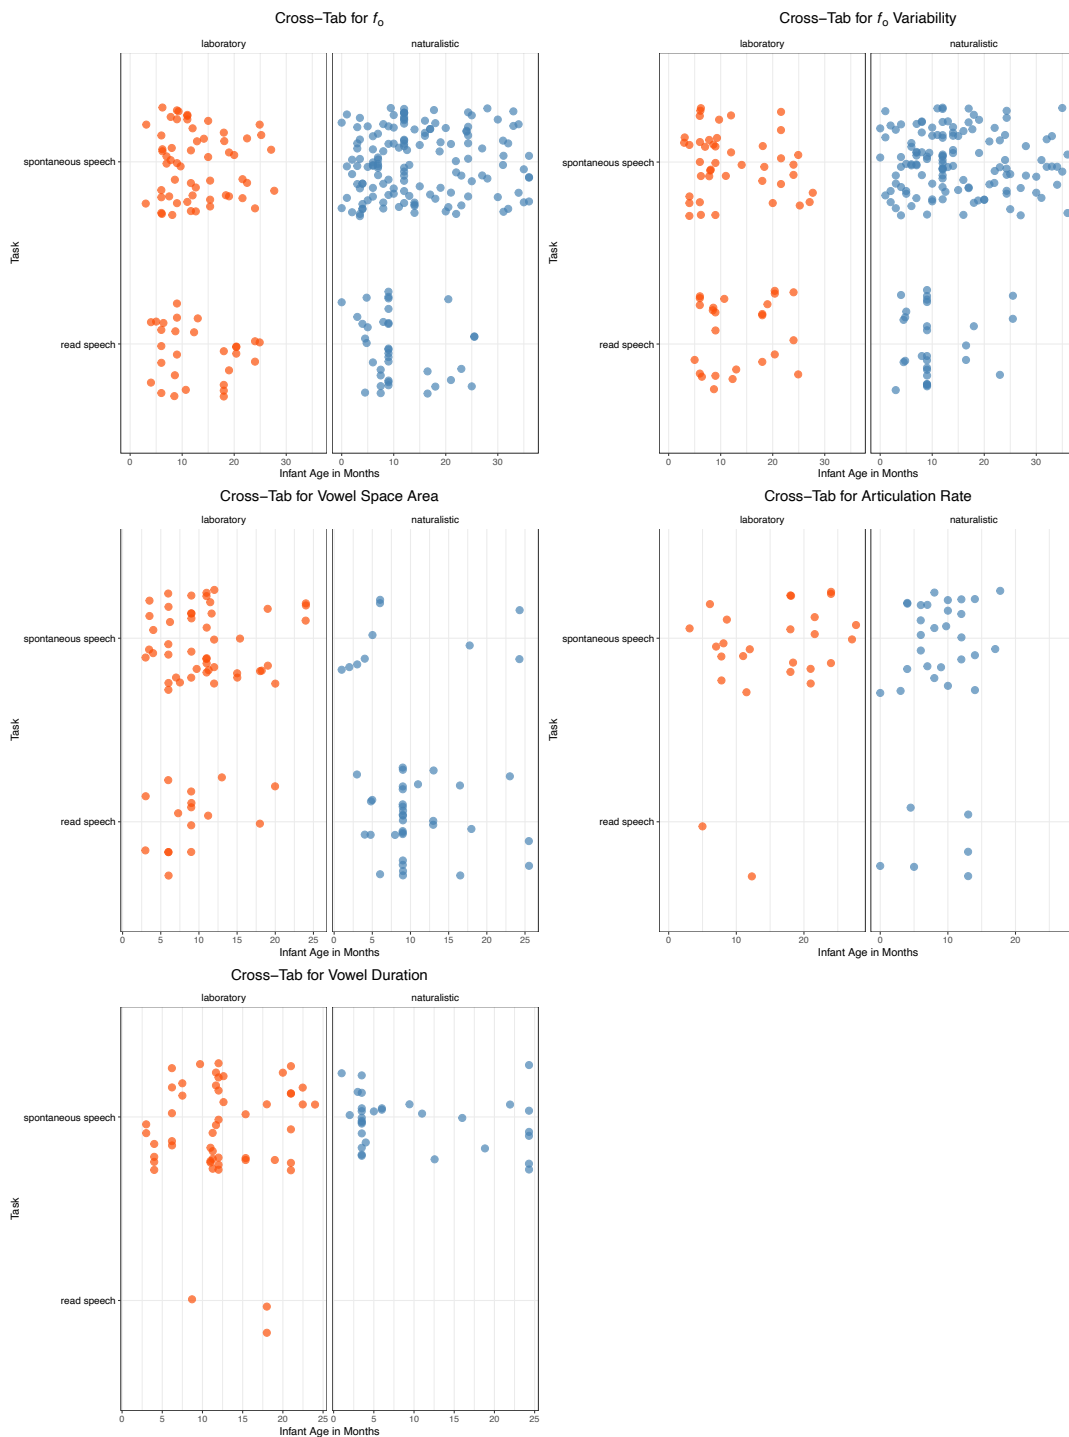 Cross−Tab for fo
laboratory naturalistic
spontaneous speech
read speech
Task
0 10 20 30 0 10 20 30
Infant Age in Months
Cross−Tab for fo Variability
laboratory naturalistic
spontaneous speech
read speech
Task
0 10 20 30 0 10 20 30
Infant Age in Months
Cross−Tab for Vowel Space Area
laboratory naturalistic
spontaneous speech
read speech
Task
0 5 10 15 20 25 0 5 10 15 20 25
Infant Age in Months
Cross−Tab for Articulation Rate
laboratory naturalistic
spontaneous speech
read speech
Task
0 10 20 0 10 20
Infant Age in Months
Cross−Tab for Vowel Duration
laboratory naturalistic
spontaneous speech
read speech
Task
0 5 10 15 20 25 0 5 10 15 20 25
Infant Age in Months